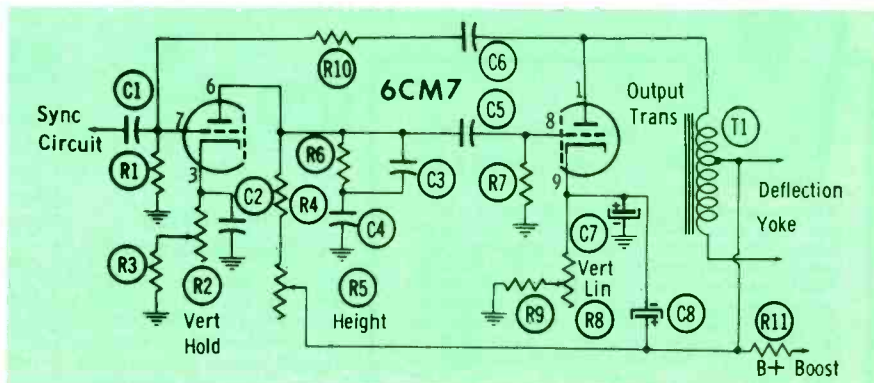 C1
Sync
Circuit
R1
R3
R2
Vert
Hold
7
6
3
C2
R10
C6
6CM7
C5
R6
C3
R4
C4
R5
Height
R7
8
1
9
C7
Vert
Lin
R9
R8
C8
Output
Trans
T1
Deflection
Yoke
R11
B+ Boost